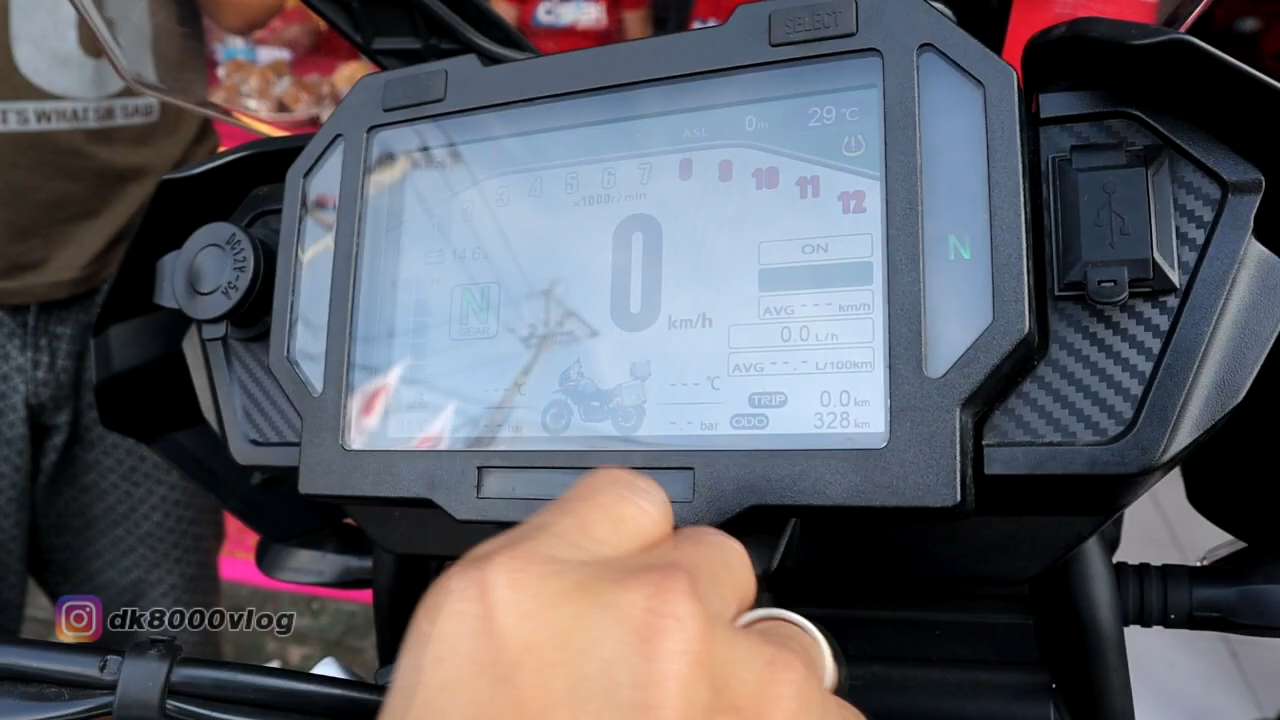 SELECT
T'S WHAT SHE SAID
ASL 0m 29 °C
2 3 4 5 6 7 8 9 10 11 12
x1000r/min
DC12V-5A
14.6v
ON
N
GEAR
0 km/h
N
AVG --- km/h
0.0 L/h
AVG --.- L/100km
°C
---°C
TRIP 0.0 km
-.- bar
-.- bar
ODO 328 km
dk8000vlog